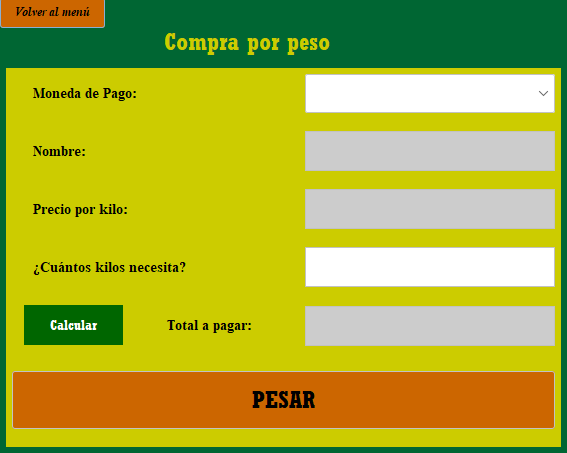 Volver al menú
Compra por peso
Moneda de Pago:
Nombre:
Precio por kilo:
¿Cuántos kilos necesita?
Calcular Total a pagar:
PESAR